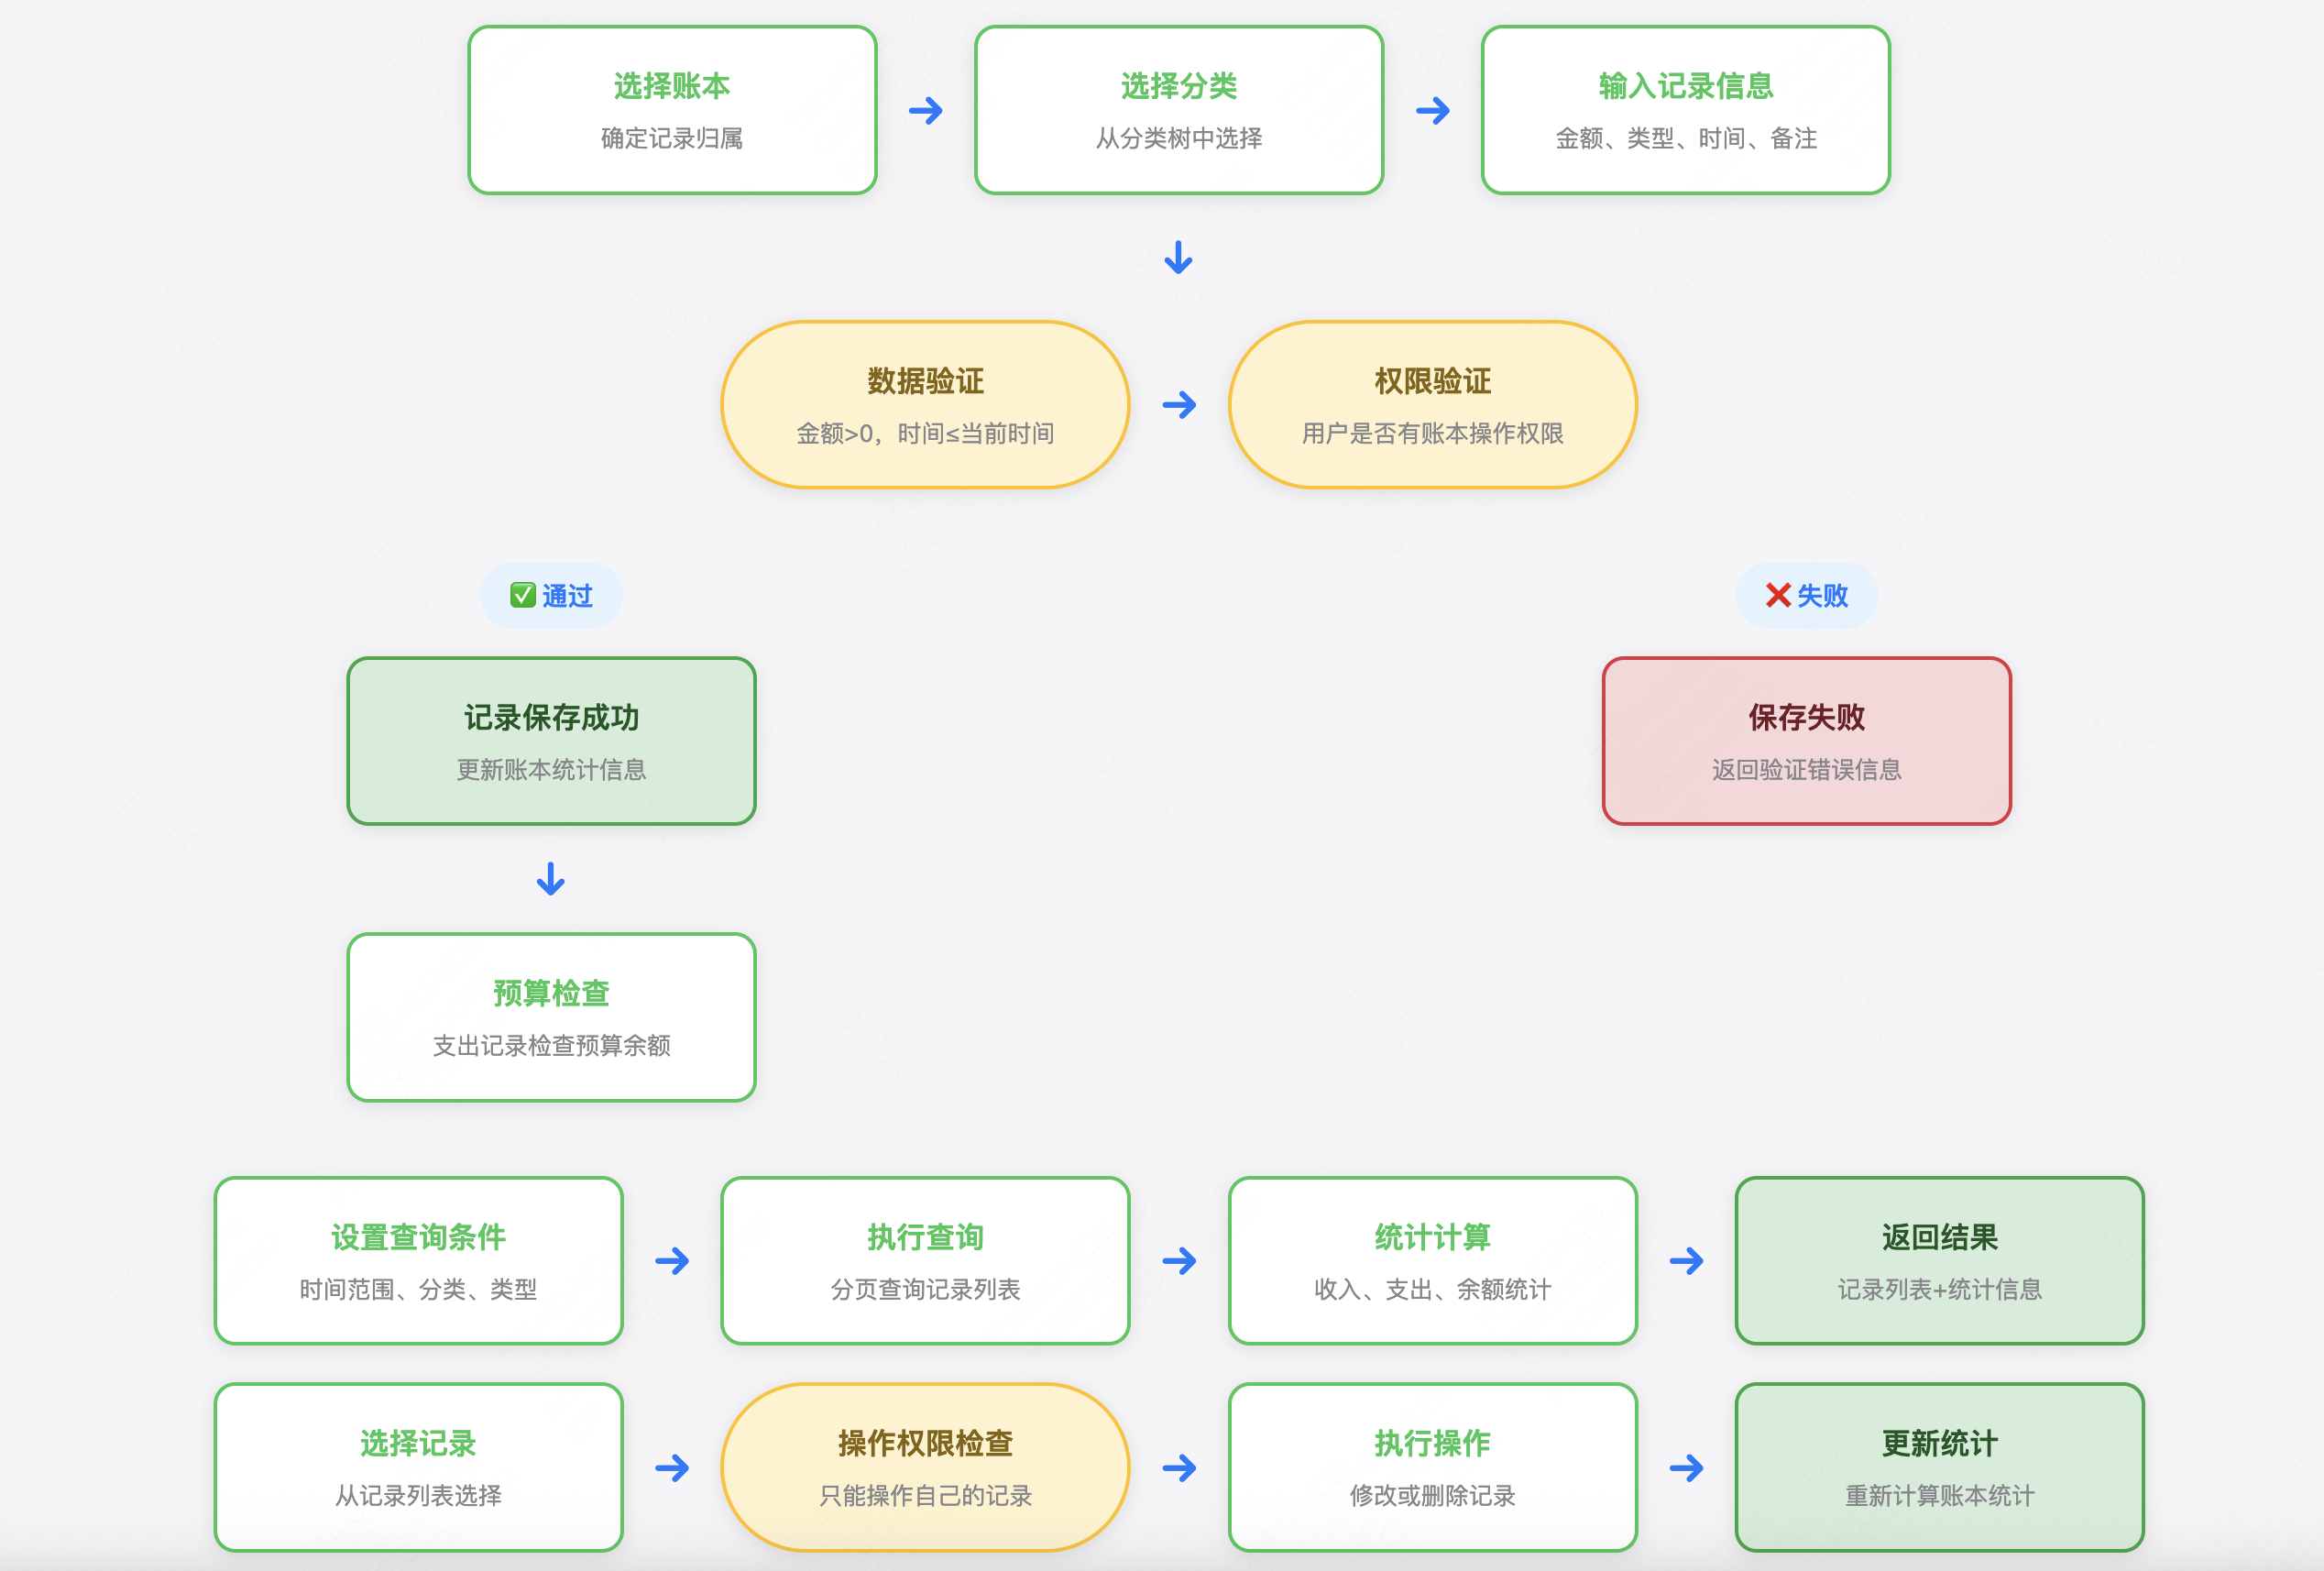 选择账本
确定记录归属
选择分类
从分类树中选择
输入记录信息
金额、类型、时间、备注
数据验证
金额>0，时间≤当前时间
权限验证
用户是否有账本操作权限
✅ 通过
❌ 失败
记录保存成功
更新账本统计信息
保存失败
返回验证错误信息
预算检查
支出记录检查预算余额
设置查询条件
时间范围、分类、类型
执行查询
分页查询记录列表
统计计算
收入、支出、余额统计
返回结果
记录列表+统计信息
选择记录
从记录列表选择
操作权限检查
只能操作自己的记录
执行操作
修改或删除记录
更新统计
重新计算账本统计